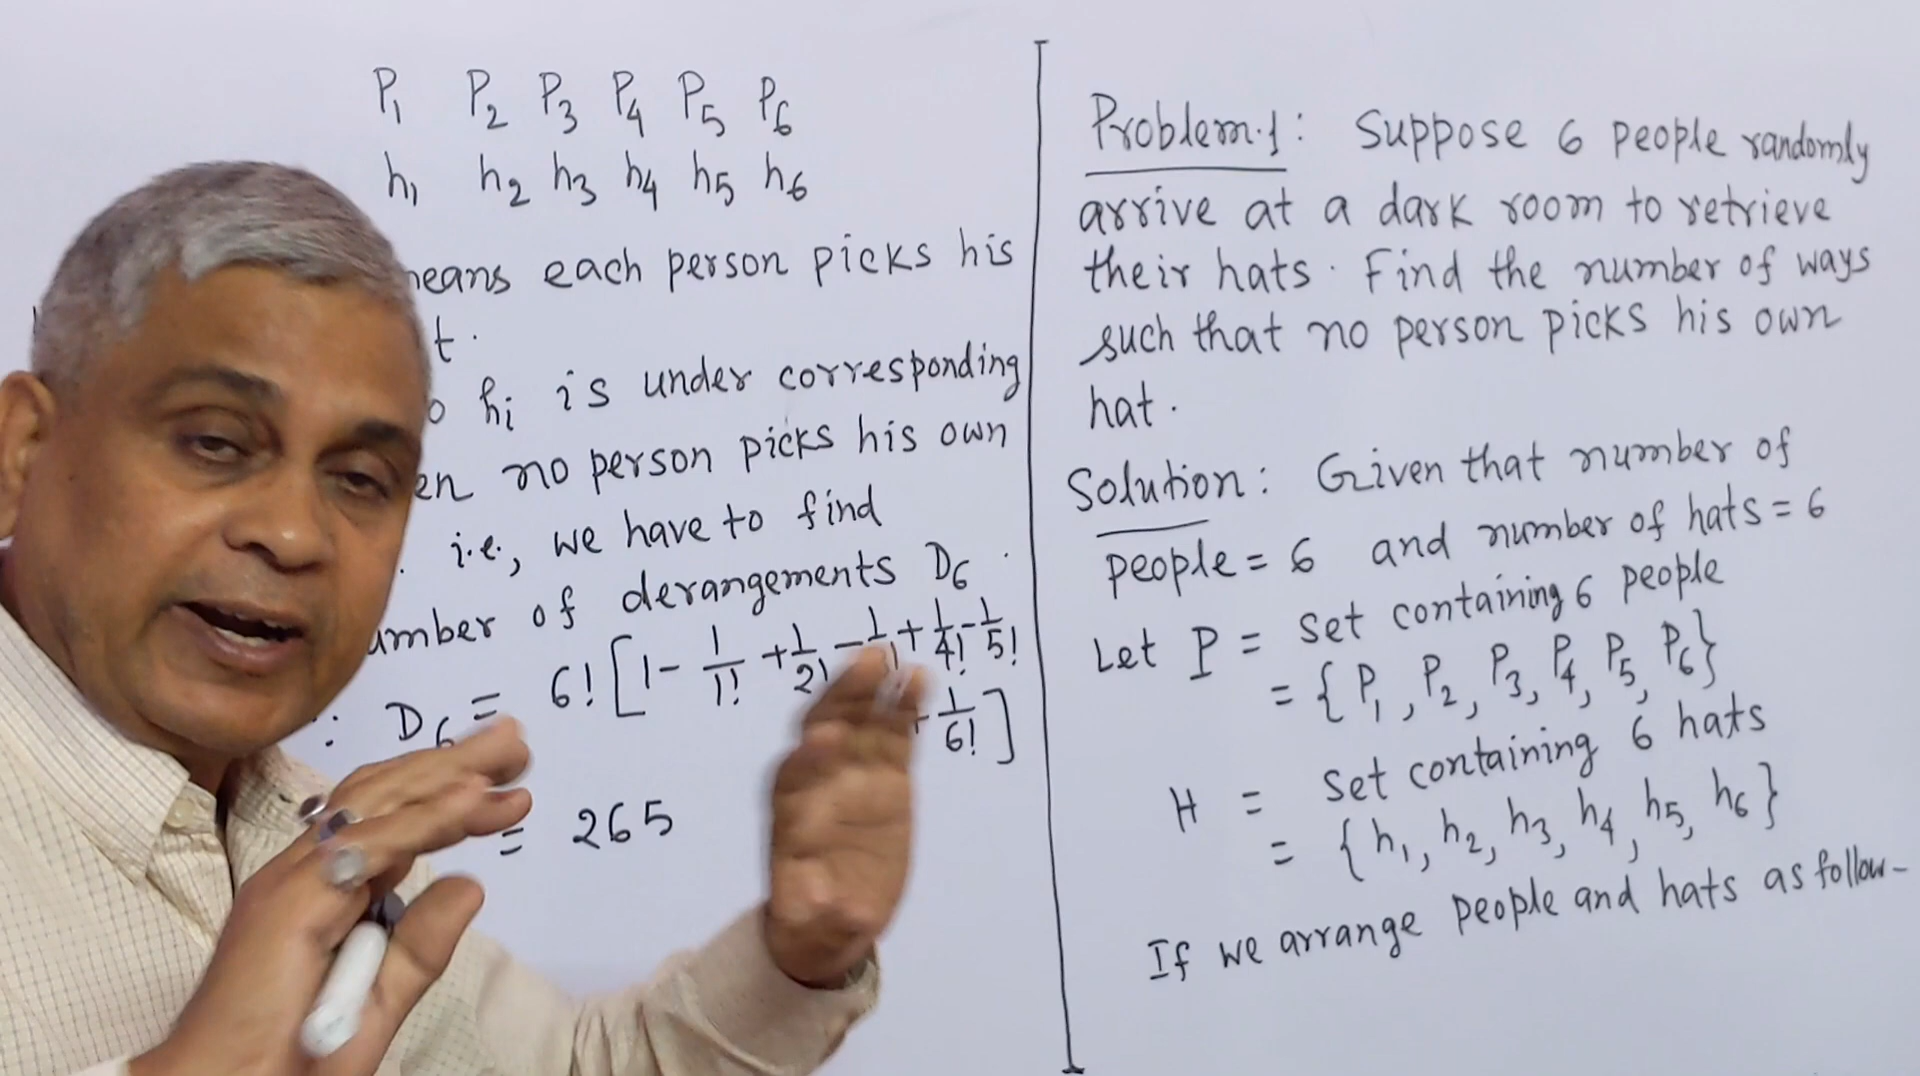 P1 P2 P3 P4 P5 P6
h1 h2 h3 h4 h5 h6
means each person picks his
hi is under corresponding
no person picks his own
i.e., we have to find
number of derangements D6
∵ D6 = 6! [1 - 1/1! + 1/2! - 1/ + 1/4! - 1/5!
1/6!]
= 265
Problem.1: Suppose 6 people randomly
arrive at a dark room to retrieve
their hats. Find the number of ways
such that no person picks his own
hat.
Solution: Given that number of
people = 6 and number of hats = 6
Let P = set containing 6 people
= {P1, P2, P3, P4, P5, P6}
H = set containing 6 hats
= {h1, h2, h3, h4, h5, h6}
If we arrange people and hats as follow-